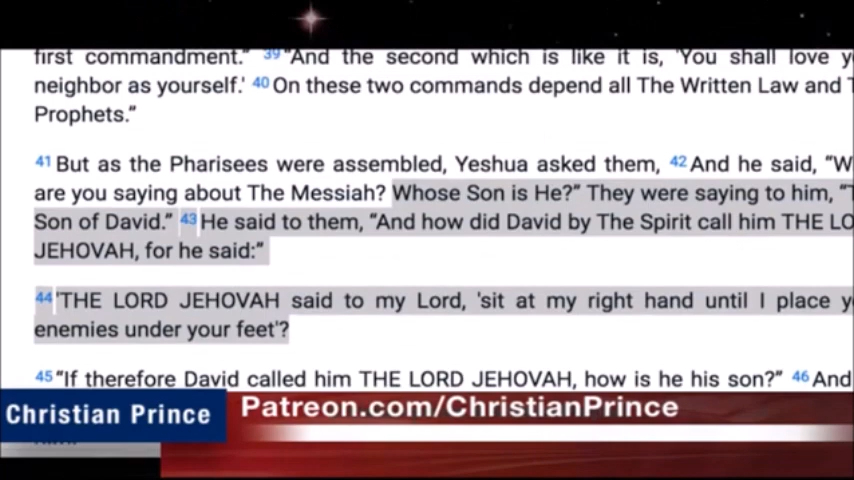 first commandment.” 39 “And the second which is like it is, 'You shall love y
neighbor as yourself.' 40 On these two commands depend all The Written Law and T
Prophets.”
41 But as the Pharisees were assembled, Yeshua asked them, 42 And he said, “W
are you saying about The Messiah? Whose Son is He?” They were saying to him, “T
Son of David.” 43 He said to them, “And how did David by The Spirit call him THE LO
JEHOVAH, for he said:”
44 'THE LORD JEHOVAH said to my Lord, 'sit at my right hand until I place y
enemies under your feet'?
45 “If therefore David called him THE LORD JEHOVAH, how is he his son?” 46 And
Christian Prince
Patreon.com/ChristianPrince